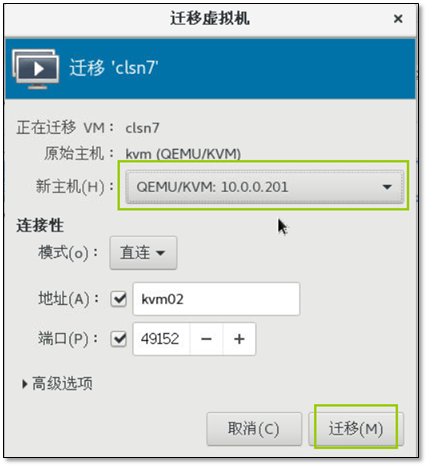 迁移虚拟机
迁移 'clsn7'
正在迁移 VM: clsn7
原始主机: kvm (QEMU/KVM)
新主机(H): QEMU/KVM: 10.0.0.201
连接性
模式(o): 直连
地址(A): kvm02
端口(P): 49152
高级选项
取消(C) 迁移(M)